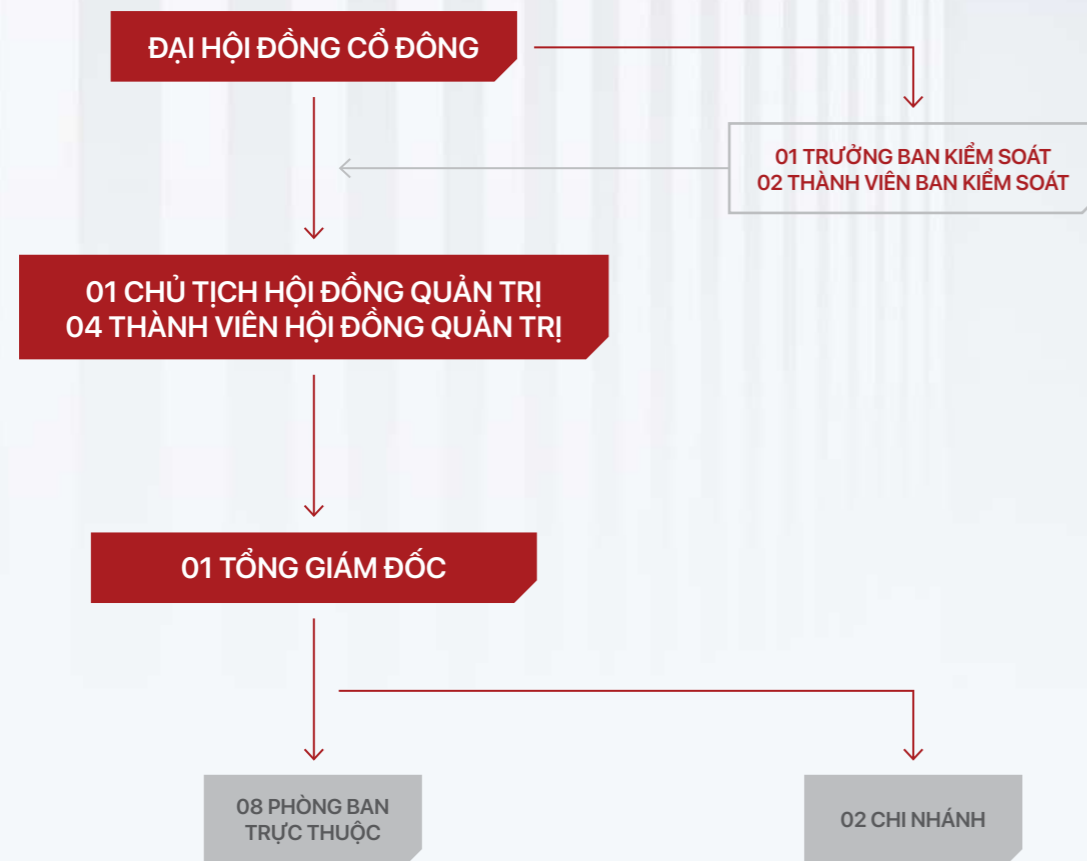 ĐẠI HỘI ĐỒNG CỔ ĐÔNG
01 TRƯỞNG BAN KIỂM SOÁT
02 THÀNH VIÊN BAN KIỂM SOÁT
01 CHỦ TỊCH HỘI ĐỒNG QUẢN TRỊ
04 THÀNH VIÊN HỘI ĐỒNG QUẢN TRỊ
01 TỔNG GIÁM ĐỐC
08 PHÒNG BAN
TRỰC THUỘC
02 CHI NHÁNH